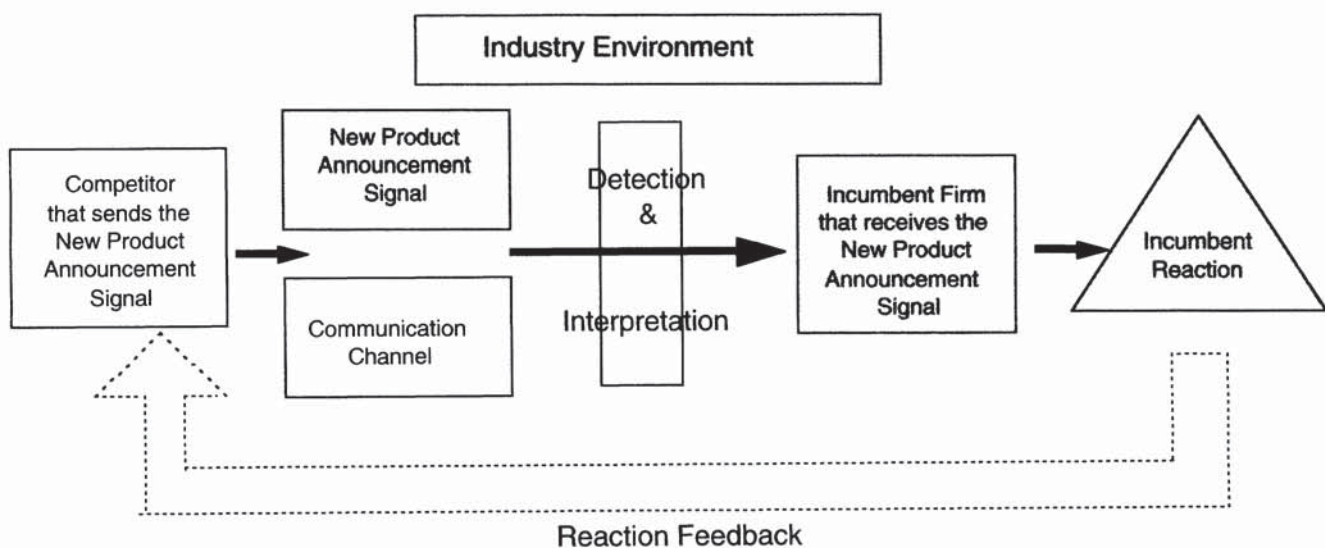 Industry Environment
Competitor
that sends the
New Product
Announcement
Signal
New Product
Announcement
Signal
Communication
Channel
Detection
&
Interpretation
Incumbent Firm
that receives the
New Product
Announcement
Signal
Incumbent
Reaction
Reaction Feedback